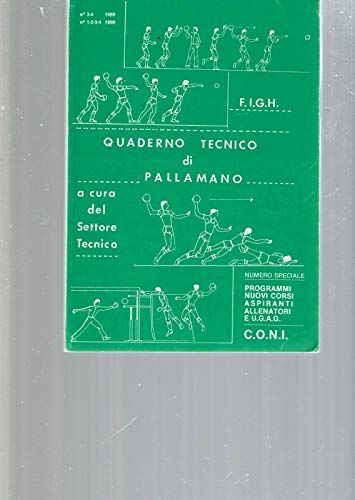 n° 3-4 1989
n° 1-2-3-4 1990
F.I.G.H.
QUADERNO TECNICO
di
PALLAMANO
a cura
del
Settore
Tecnico
NUMERO SPECIALE
PROGRAMMI
NUOVI CORSI
ASPIRANTI
ALLENATORI
E U.G.A.G.
C.O.N.I.